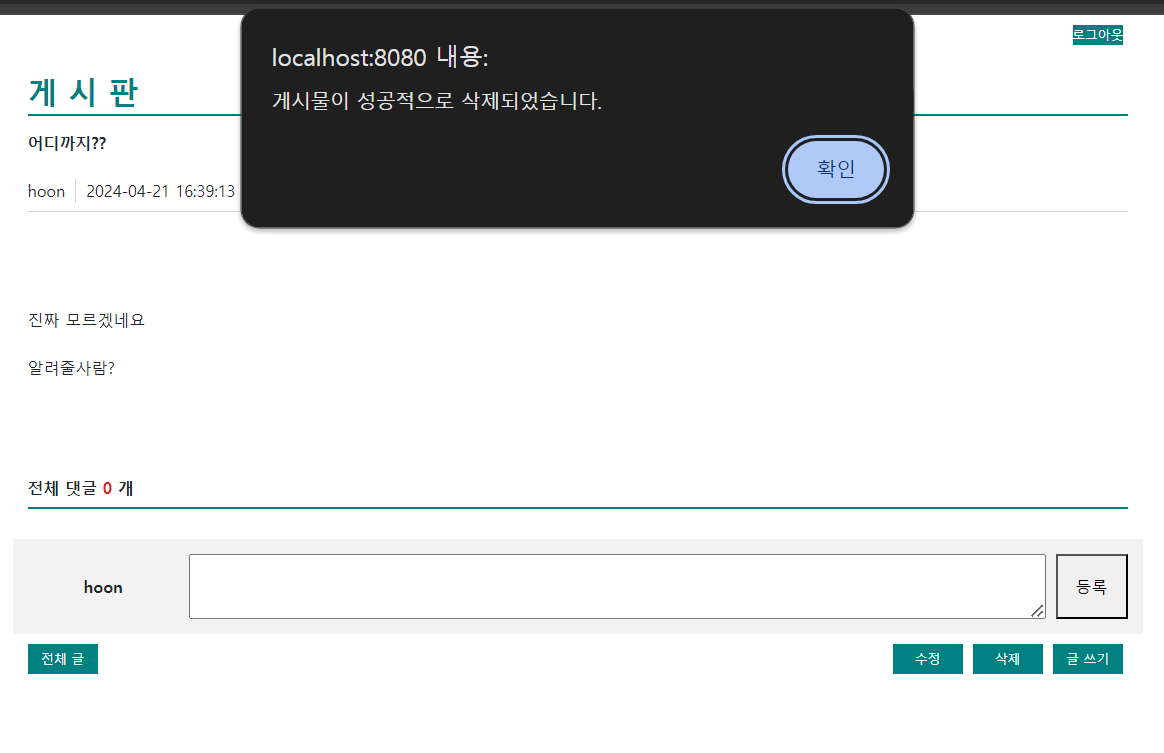 localhost:8080 내용:
게시물이 성공적으로 삭제되었습니다.
확인
로그아웃
게 시 판
어디까지??
hoon 2024-04-21 16:39:13
진짜 모르겠네요
알려줄사람?
전체 댓글 0 개
hoon 등록
전체 글 수정 삭제 글 쓰기